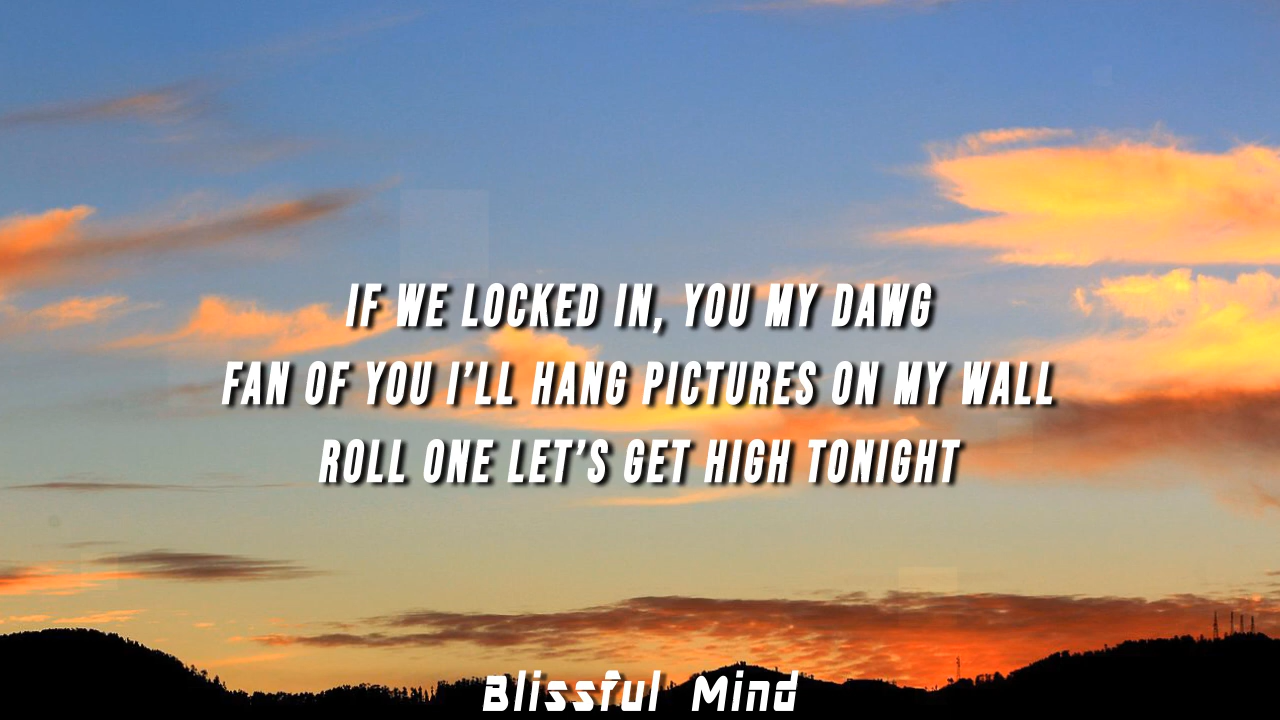 IF WE LOCKED IN, YOU MY DAWG
FAN OF YOU I’LL HANG PICTURES ON MY WALL
ROLL ONE LET’S GET HIGH TONIGHT
Blissful Mind